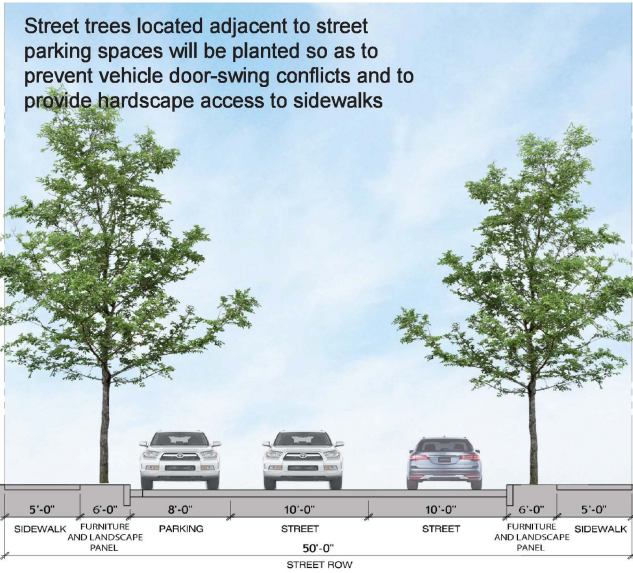 Street trees located adjacent to street
parking spaces will be planted so as to
prevent vehicle door-swing conflicts and to
provide hardscape access to sidewalks
5'-0" 6'-0" 8'-0" 10'-0" 10'-0" 6'-0" 5'-0"
SIDEWALK FURNITURE PARKING STREET STREET FURNITURE SIDEWALK
AND LANDSCAPE AND LANDSCAPE
PANEL PANEL
50'-0"
STREET ROW